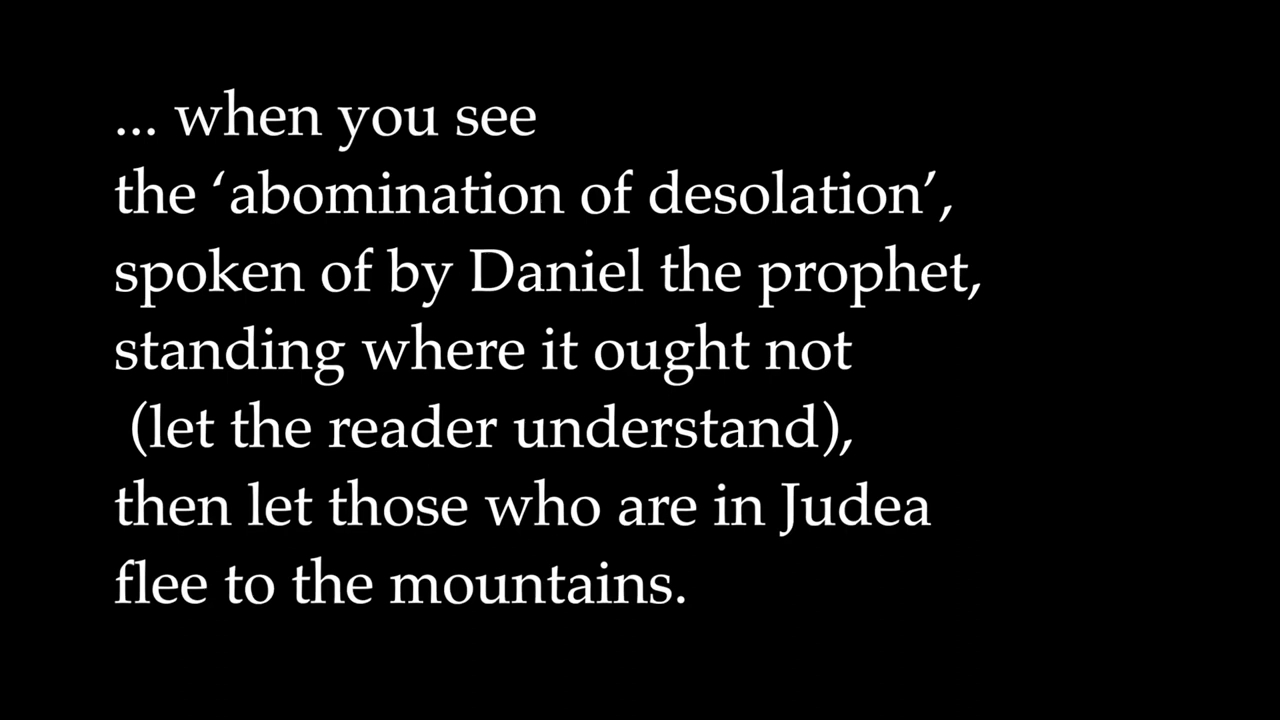 ... when you see
the ‘abomination of desolation’,
spoken of by Daniel the prophet,
standing where it ought not
(let the reader understand),
then let those who are in Judea
flee to the mountains.